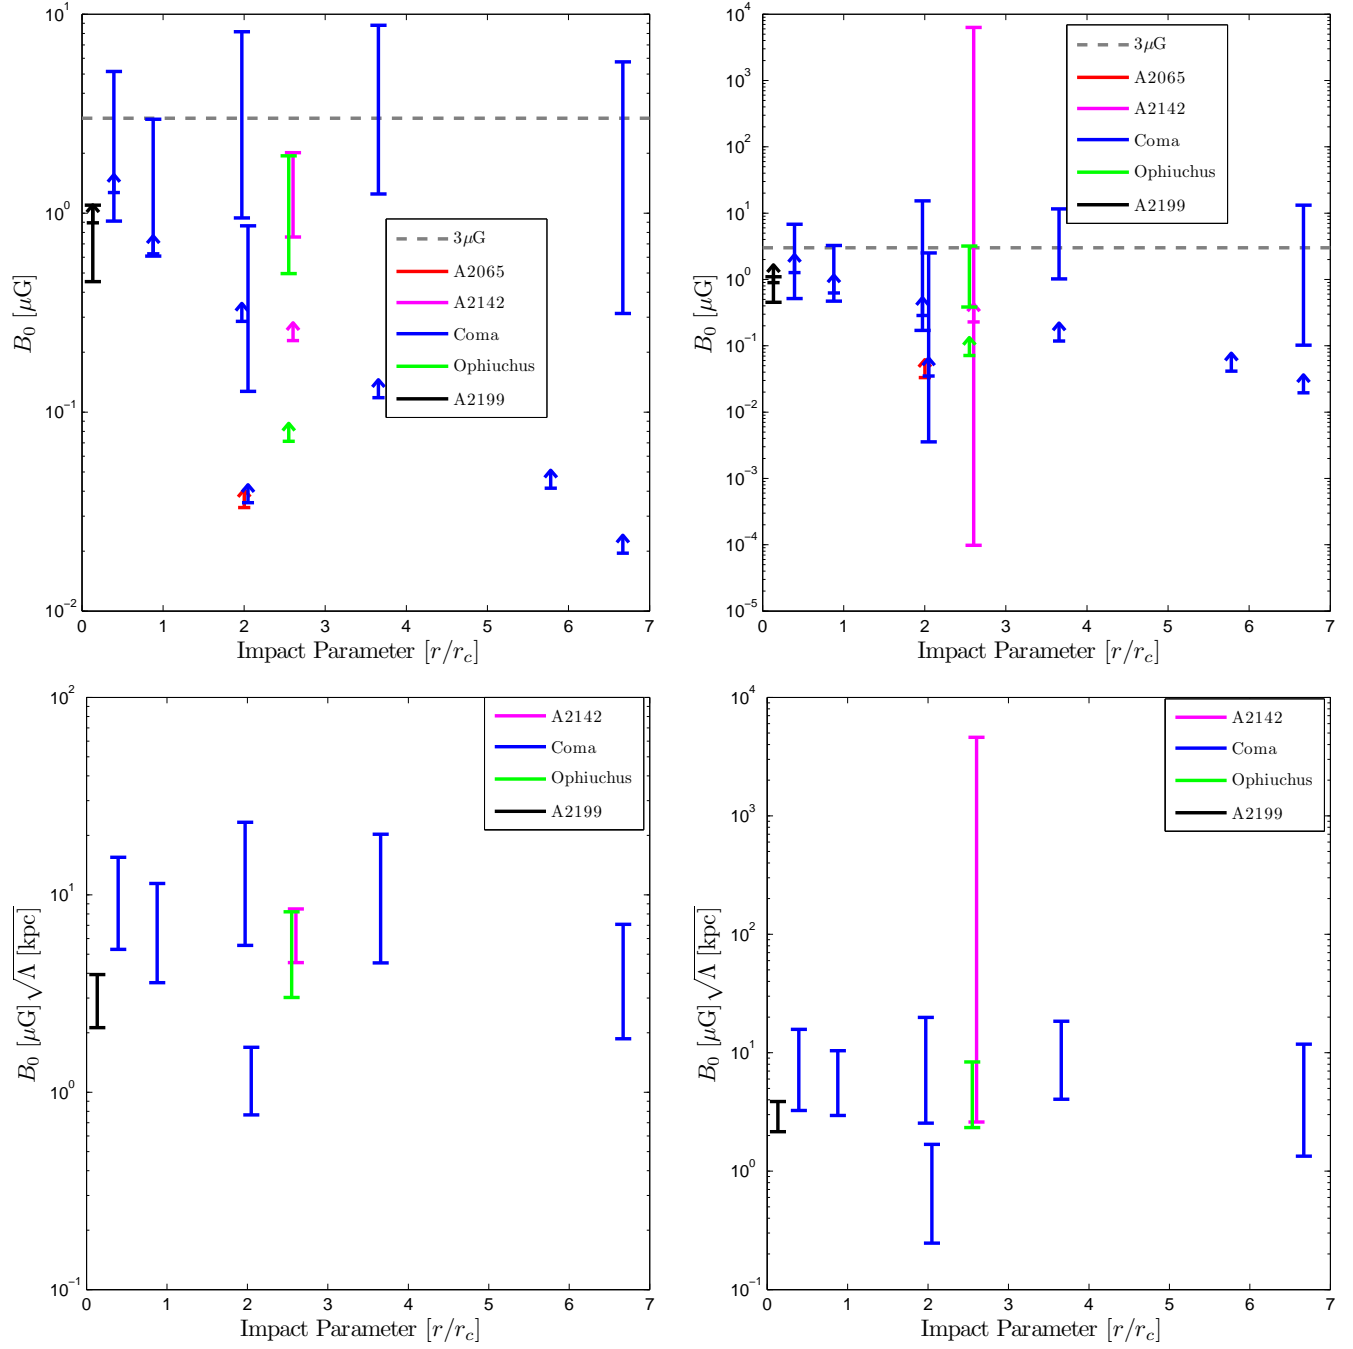 10^1
10^0
10^-1
10^-2
B_0 [μG]
0 1 2 3 4 5 6 7
Impact Parameter [r/r_c]
3μG
A2065
A2142
Coma
Ophiuchus
A2199
10^4
10^3
10^2
10^1
10^0
10^-1
10^-2
10^-3
10^-4
10^-5
B_0 [μG]
0 1 2 3 4 5 6 7
Impact Parameter [r/r_c]
3μG
A2065
A2142
Coma
Ophiuchus
A2199
10^2
10^1
10^0
10^-1
B_0 [μG]√Λ [kpc]
0 1 2 3 4 5 6 7
Impact Parameter [r/r_c]
A2142
Coma
Ophiuchus
A2199
10^4
10^3
10^2
10^1
10^0
10^-1
B_0 [μG]√Λ [kpc]
0 1 2 3 4 5 6 7
Impact Parameter [r/r_c]
A2142
Coma
Ophiuchus
A2199